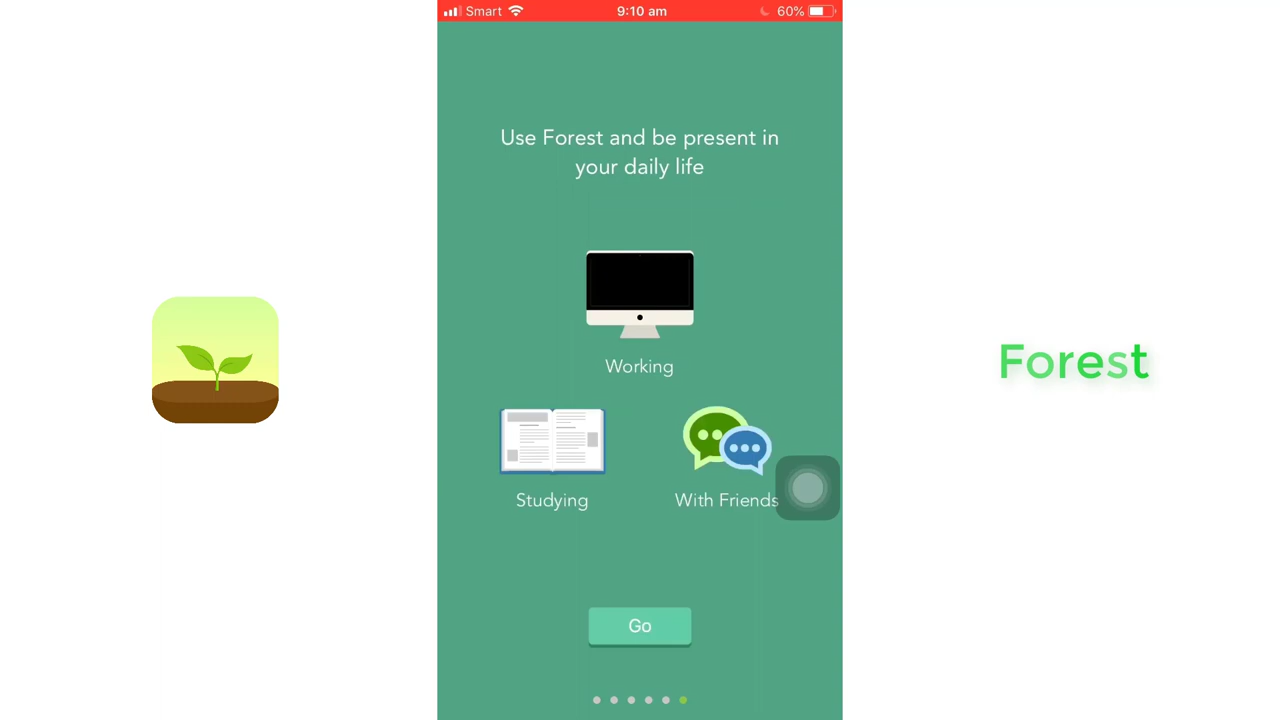 Smart
9:10 am
60%
Use Forest and be present in
your daily life
Working
Studying
With Friends
Go
Forest